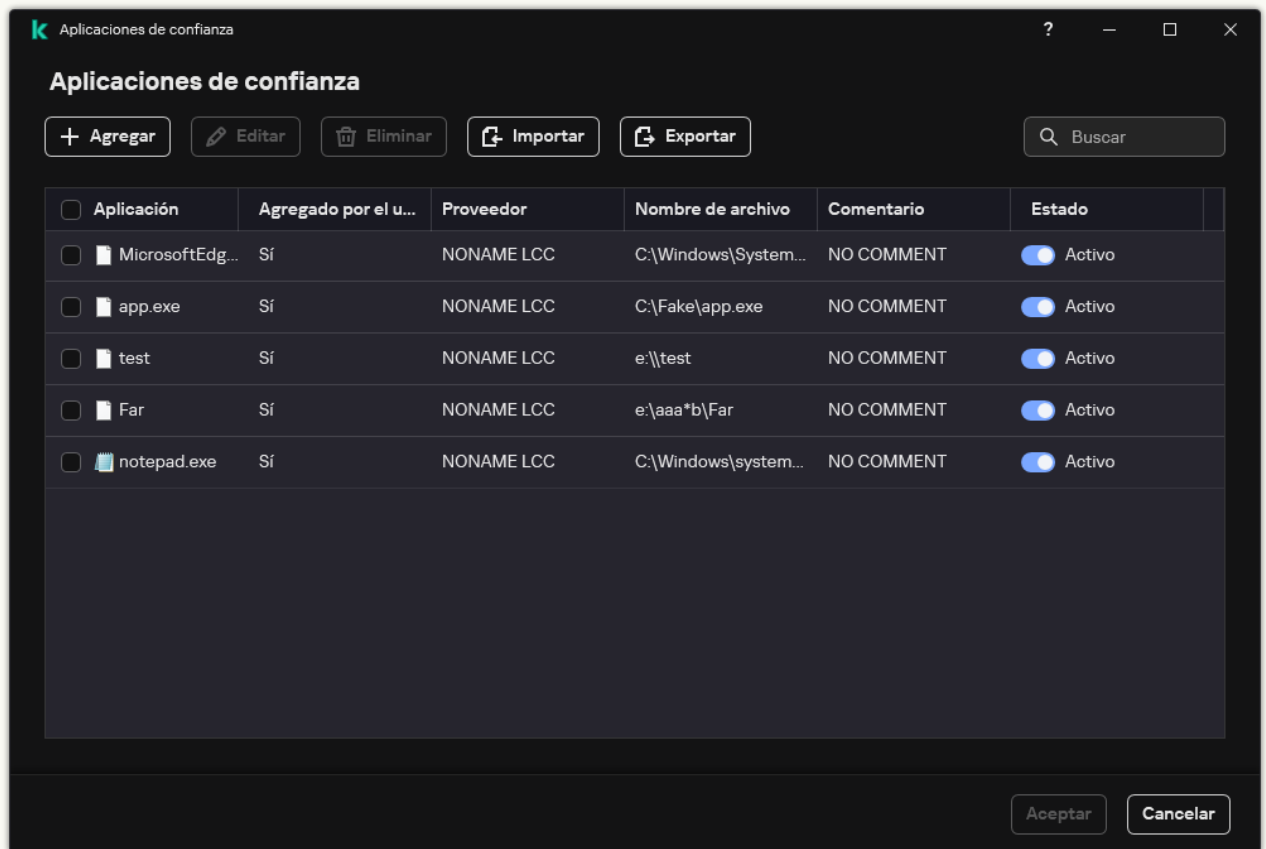 Aplicaciones de confianza
?
Aplicaciones de confianza
Agregar Editar Eliminar Importar Exportar Buscar
Aplicación Agregado por el u... Proveedor Nombre de archivo Comentario Estado
MicrosoftEdg... Sí NONAME LCC C:\Windows\System... NO COMMENT Activo
app.exe Sí NONAME LCC C:\Fake\app.exe NO COMMENT Activo
test Sí NONAME LCC e:\\test NO COMMENT Activo
Far Sí NONAME LCC e:\aaa*b\Far NO COMMENT Activo
notepad.exe Sí NONAME LCC C:\Windows\system... NO COMMENT Activo
Aceptar Cancelar